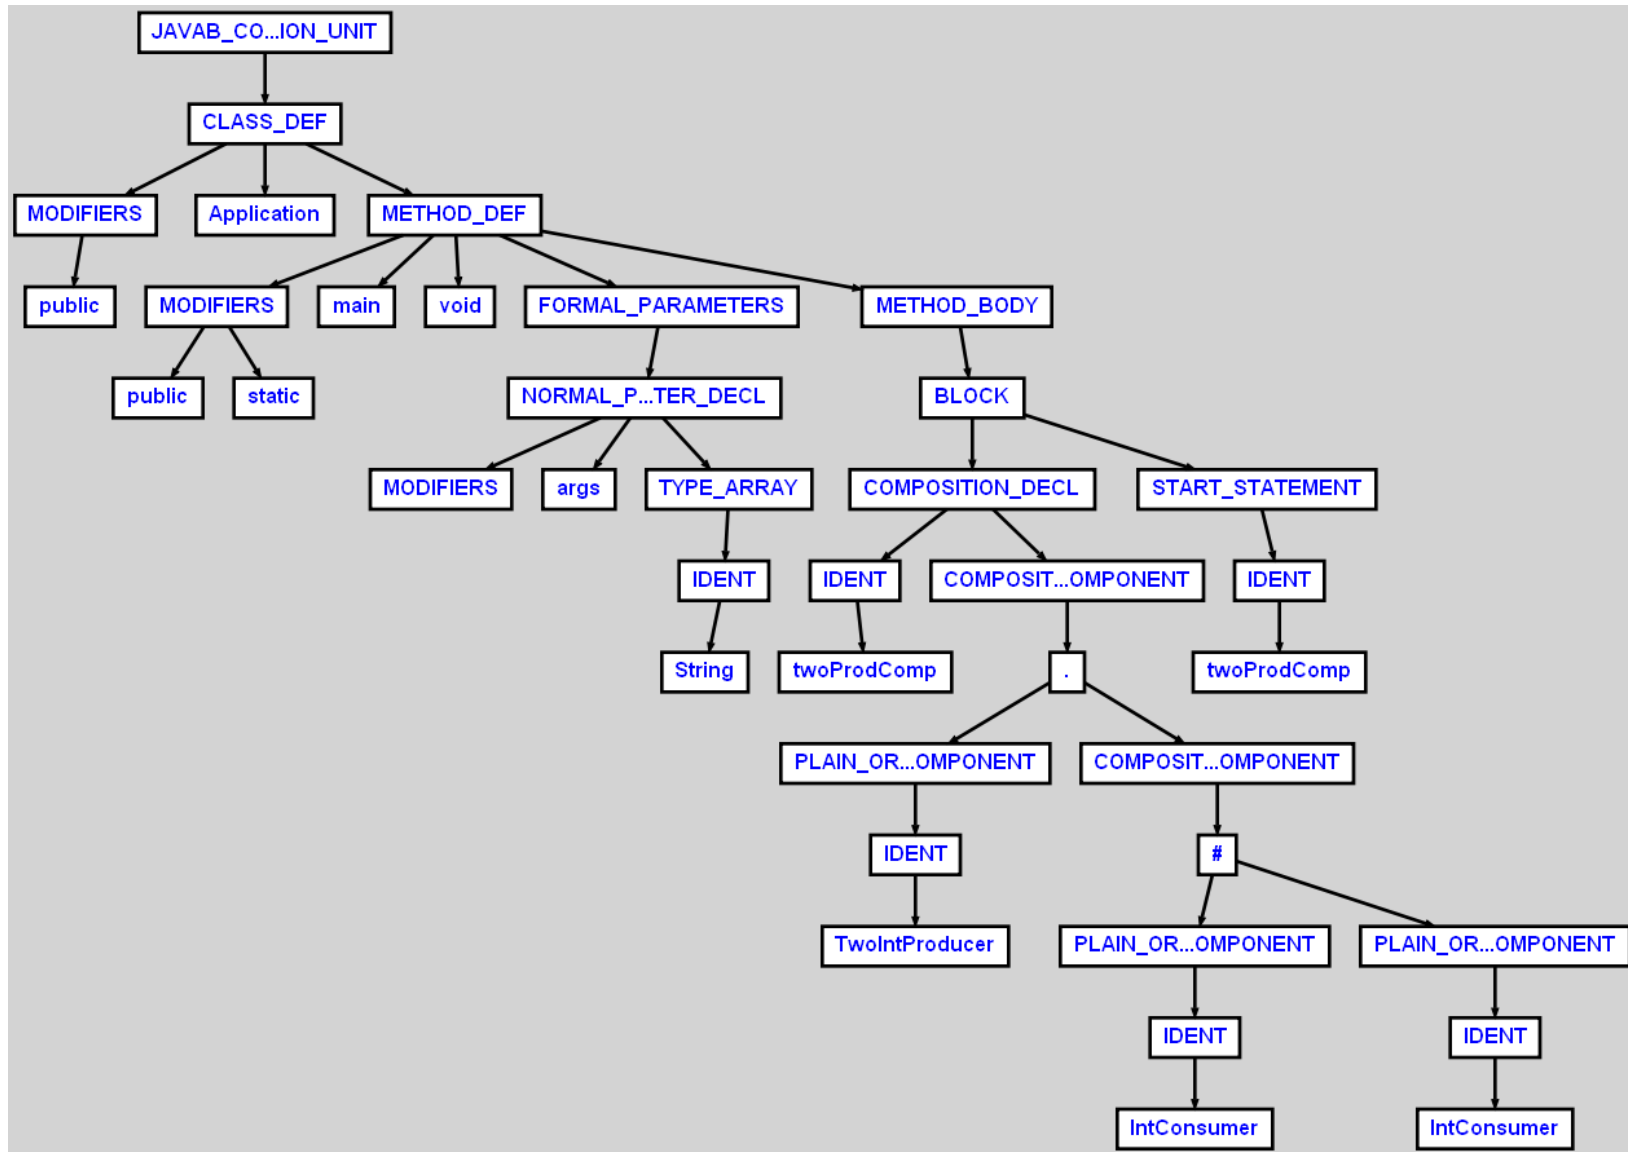 JAVAB_CO...ION_UNIT
CLASS_DEF
MODIFIERS
Application
METHOD_DEF
public
MODIFIERS
main
void
FORMAL_PARAMETERS
METHOD_BODY
public
static
NORMAL_P...TER_DECL
BLOCK
MODIFIERS
args
TYPE_ARRAY
COMPOSITION_DECL
START_STATEMENT
IDENT
IDENT
COMPOSIT...OMPONENT
IDENT
String
twoProdComp
.
twoProdComp
PLAIN_OR...OMPONENT
COMPOSIT...OMPONENT
IDENT
#
TwoIntProducer
PLAIN_OR...OMPONENT
PLAIN_OR...OMPONENT
IDENT
IDENT
IntConsumer
IntConsumer